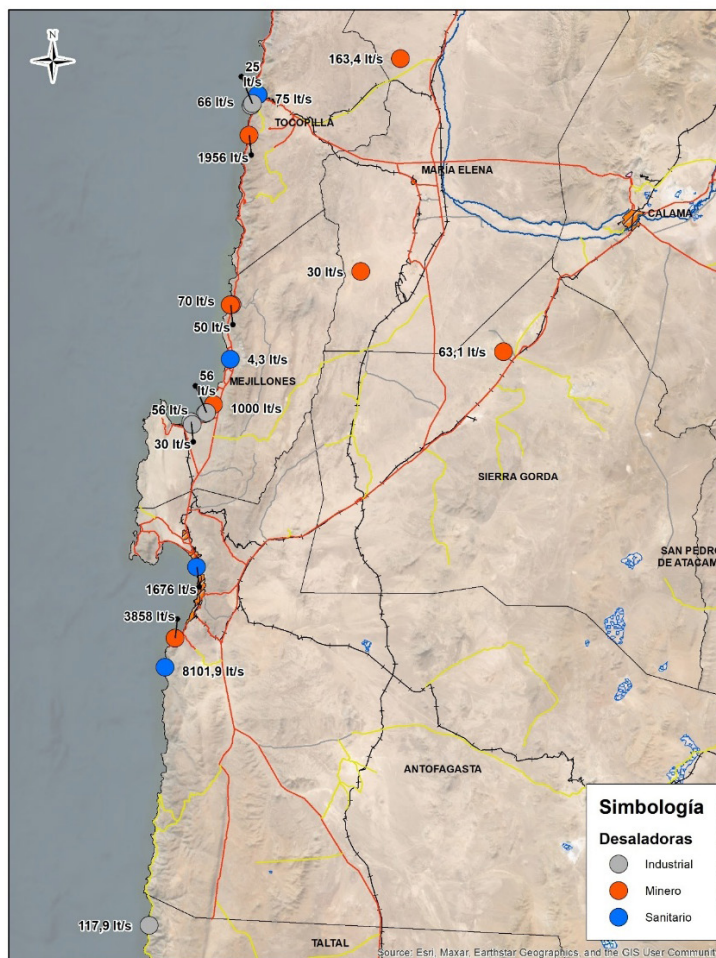 N
25
lt/s
163,4 lt/s
66 lt/s
75 lt/s
TOCOPILLA
1956 lt/s
MARÍA ELENA
CALAMA
30 lt/s
70 lt/s
50 lt/s
63,1 lt/s
4,3 lt/s
56
lt/s
MEJILLONES
56 lt/s
1000 lt/s
30 lt/s
SIERRA GORDA
SAN PEDRO
DE ATACAM
1676 lt/s
3858 lt/s
8101,9 lt/s
ANTOFAGASTA
Simbología
Desaladoras
Industrial
Minero
Sanitario
117,9 lt/s
TALTAL
Source: Esri, Maxar, Earthstar Geographics, and the GIS User Communit